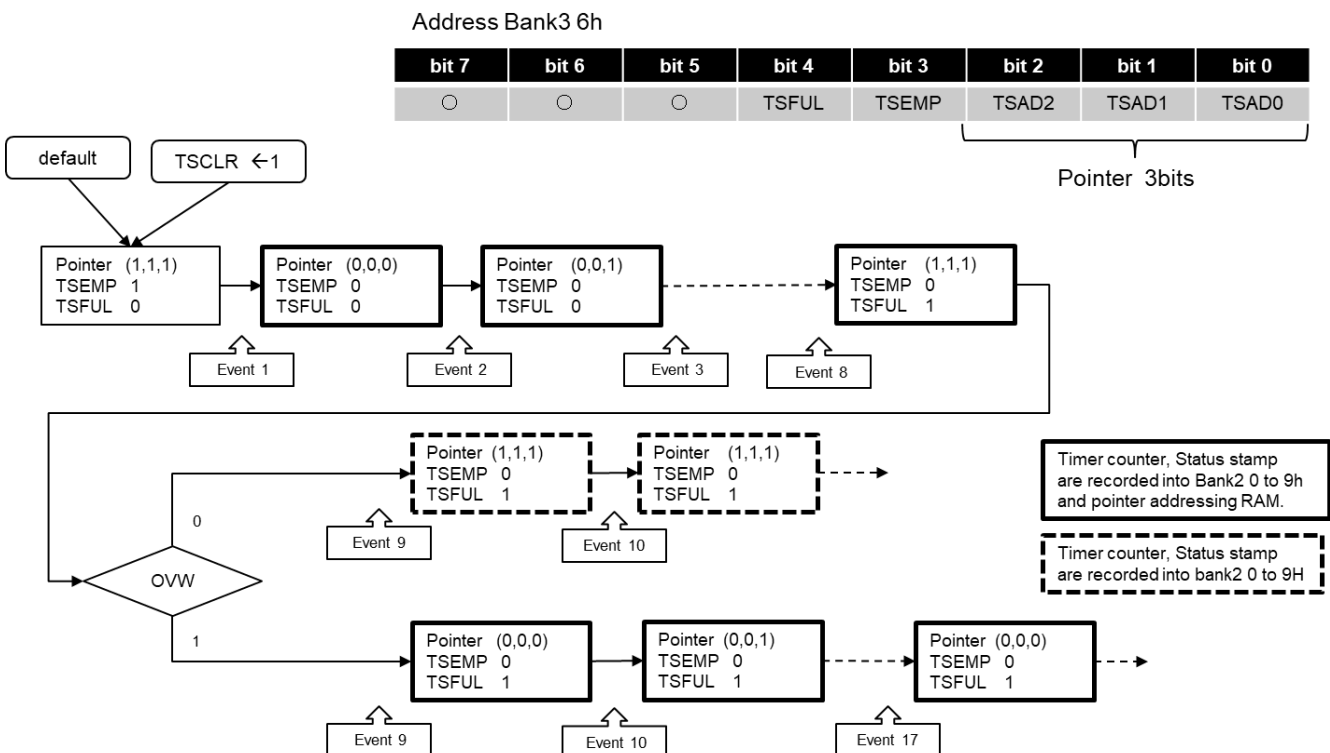 Address Bank3 6h
bit 7 bit 6 bit 5 bit 4 bit 3 bit 2 bit 1 bit 0
○ ○ ○ TSFUL TSEMP TSAD2 TSAD1 TSAD0
Pointer 3bits
default
TSCLR ←1
Pointer (1,1,1)
TSEMP 1
TSFUL 0
Pointer (0,0,0)
TSEMP 0
TSFUL 0
Pointer (0,0,1)
TSEMP 0
TSFUL 0
Pointer (1,1,1)
TSEMP 0
TSFUL 1
Event 1
Event 2
Event 3
Event 8
Pointer (1,1,1)
TSEMP 0
TSFUL 1
Pointer (1,1,1)
TSEMP 0
TSFUL 1
Timer counter, Status stamp
are recorded into Bank2 0 to 9h
and pointer addressing RAM.
0
Event 9
Event 10
Timer counter, Status stamp
are recorded into bank2 0 to 9H
OVW
1
Pointer (0,0,0)
TSEMP 0
TSFUL 1
Pointer (0,0,1)
TSEMP 0
TSFUL 1
Pointer (0,0,0)
TSEMP 0
TSFUL 1
Event 9
Event 10
Event 17